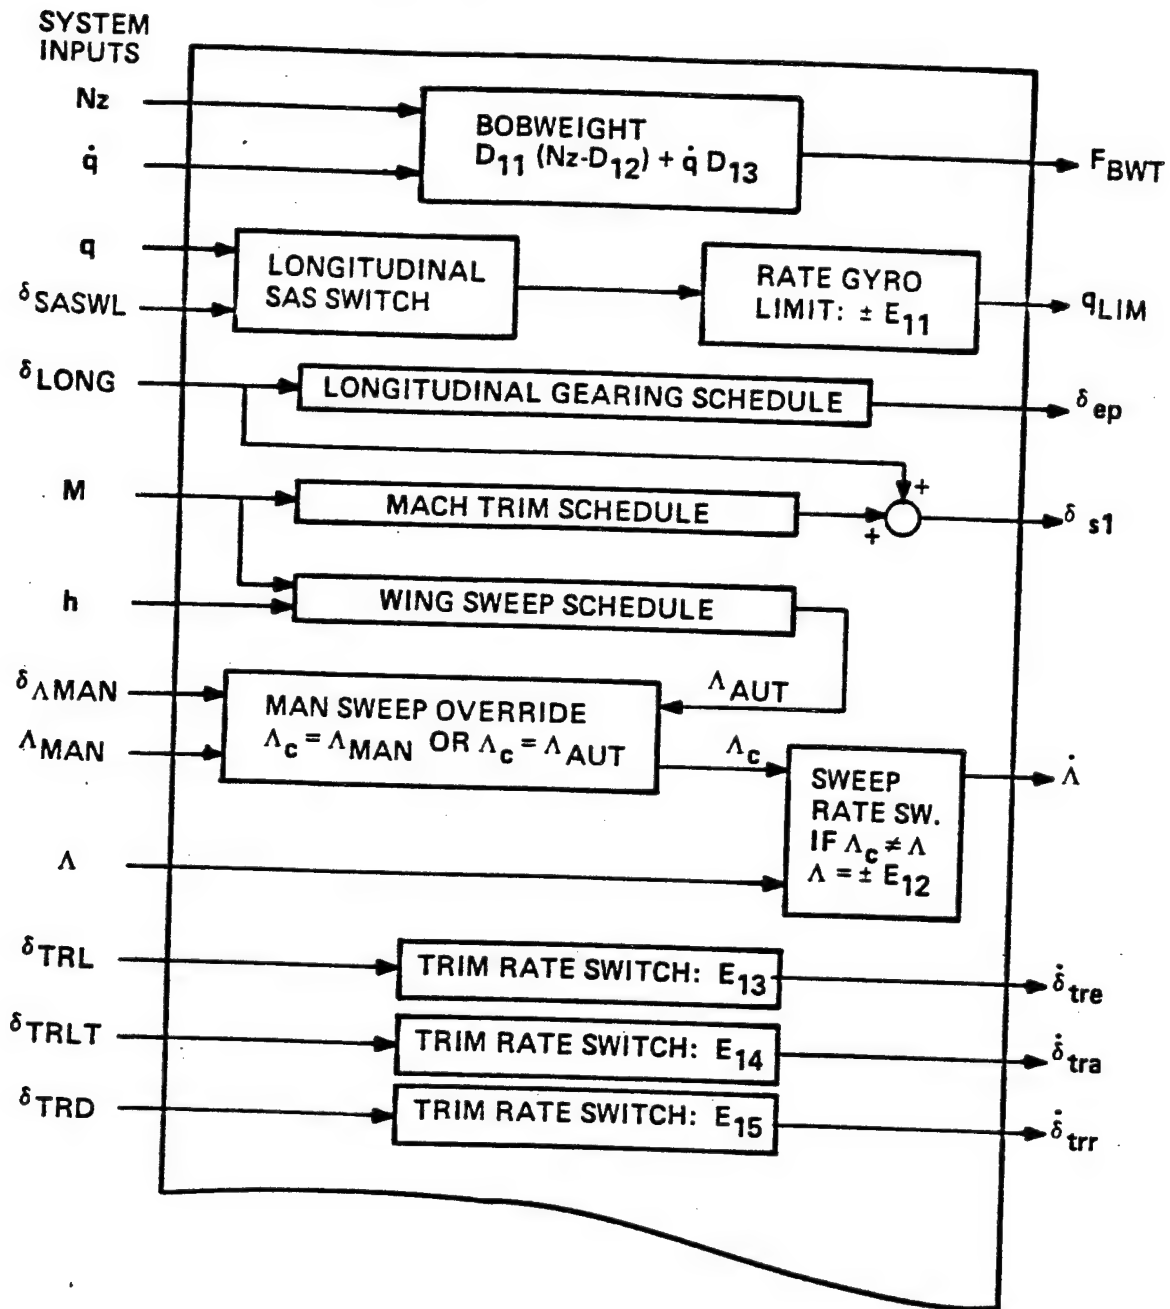 SYSTEM
INPUTS
Nz
q̇
BOBWEIGHT
D11 (Nz-D12) + q̇ D13
FBWT
q
δSASWL
LONGITUDINAL
SAS SWITCH
RATE GYRO
LIMIT: ± E11
qLIM
δLONG
LONGITUDINAL GEARING SCHEDULE
δep
M
MACH TRIM SCHEDULE
+
+
δs1
h
WING SWEEP SCHEDULE
ΛAUT
δΛMAN
ΛMAN
MAN SWEEP OVERRIDE
Λc = ΛMAN OR Λc = ΛAUT
Λc
Λ
SWEEP
RATE SW.
IF Λc ≠ Λ
Λ = ± E12
Λ̇
δTRL
TRIM RATE SWITCH: E13
δ̇tre
δTRLT
TRIM RATE SWITCH: E14
δ̇tra
δTRD
TRIM RATE SWITCH: E15
δ̇trr